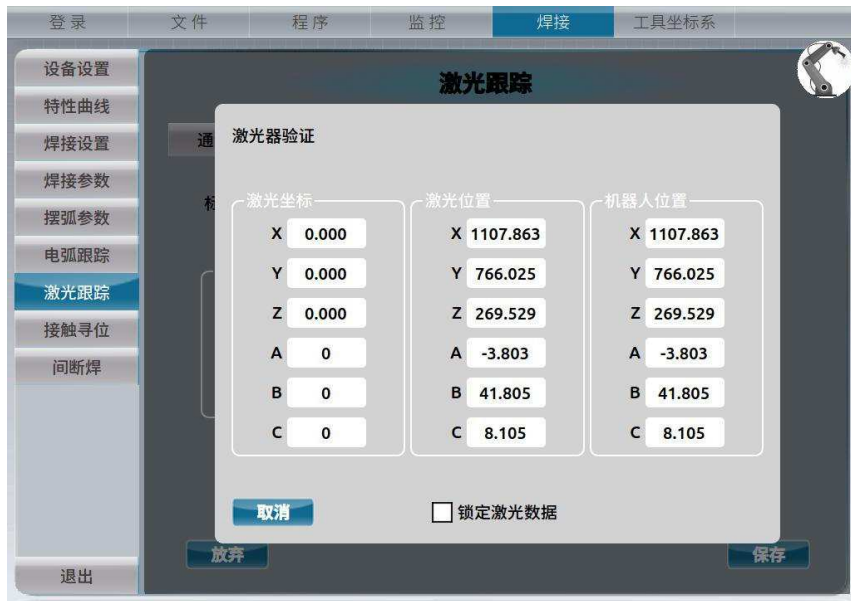 登录 文件 程序 监控 焊接 工具坐标系
设备设置
特性曲线
焊接设置
焊接参数
摆弧参数
电弧跟踪
激光跟踪
接触寻位
间断焊
退出
激光跟踪
通
标
激光器验证
激光坐标 激光位置 机器人位置
X 0.000 X 1107.863 X 1107.863
Y 0.000 Y 766.025 Y 766.025
Z 0.000 Z 269.529 Z 269.529
A 0 A -3.803 A -3.803
B 0 B 41.805 B 41.805
C 0 C 8.105 C 8.105
取消 锁定激光数据
放弃 保存